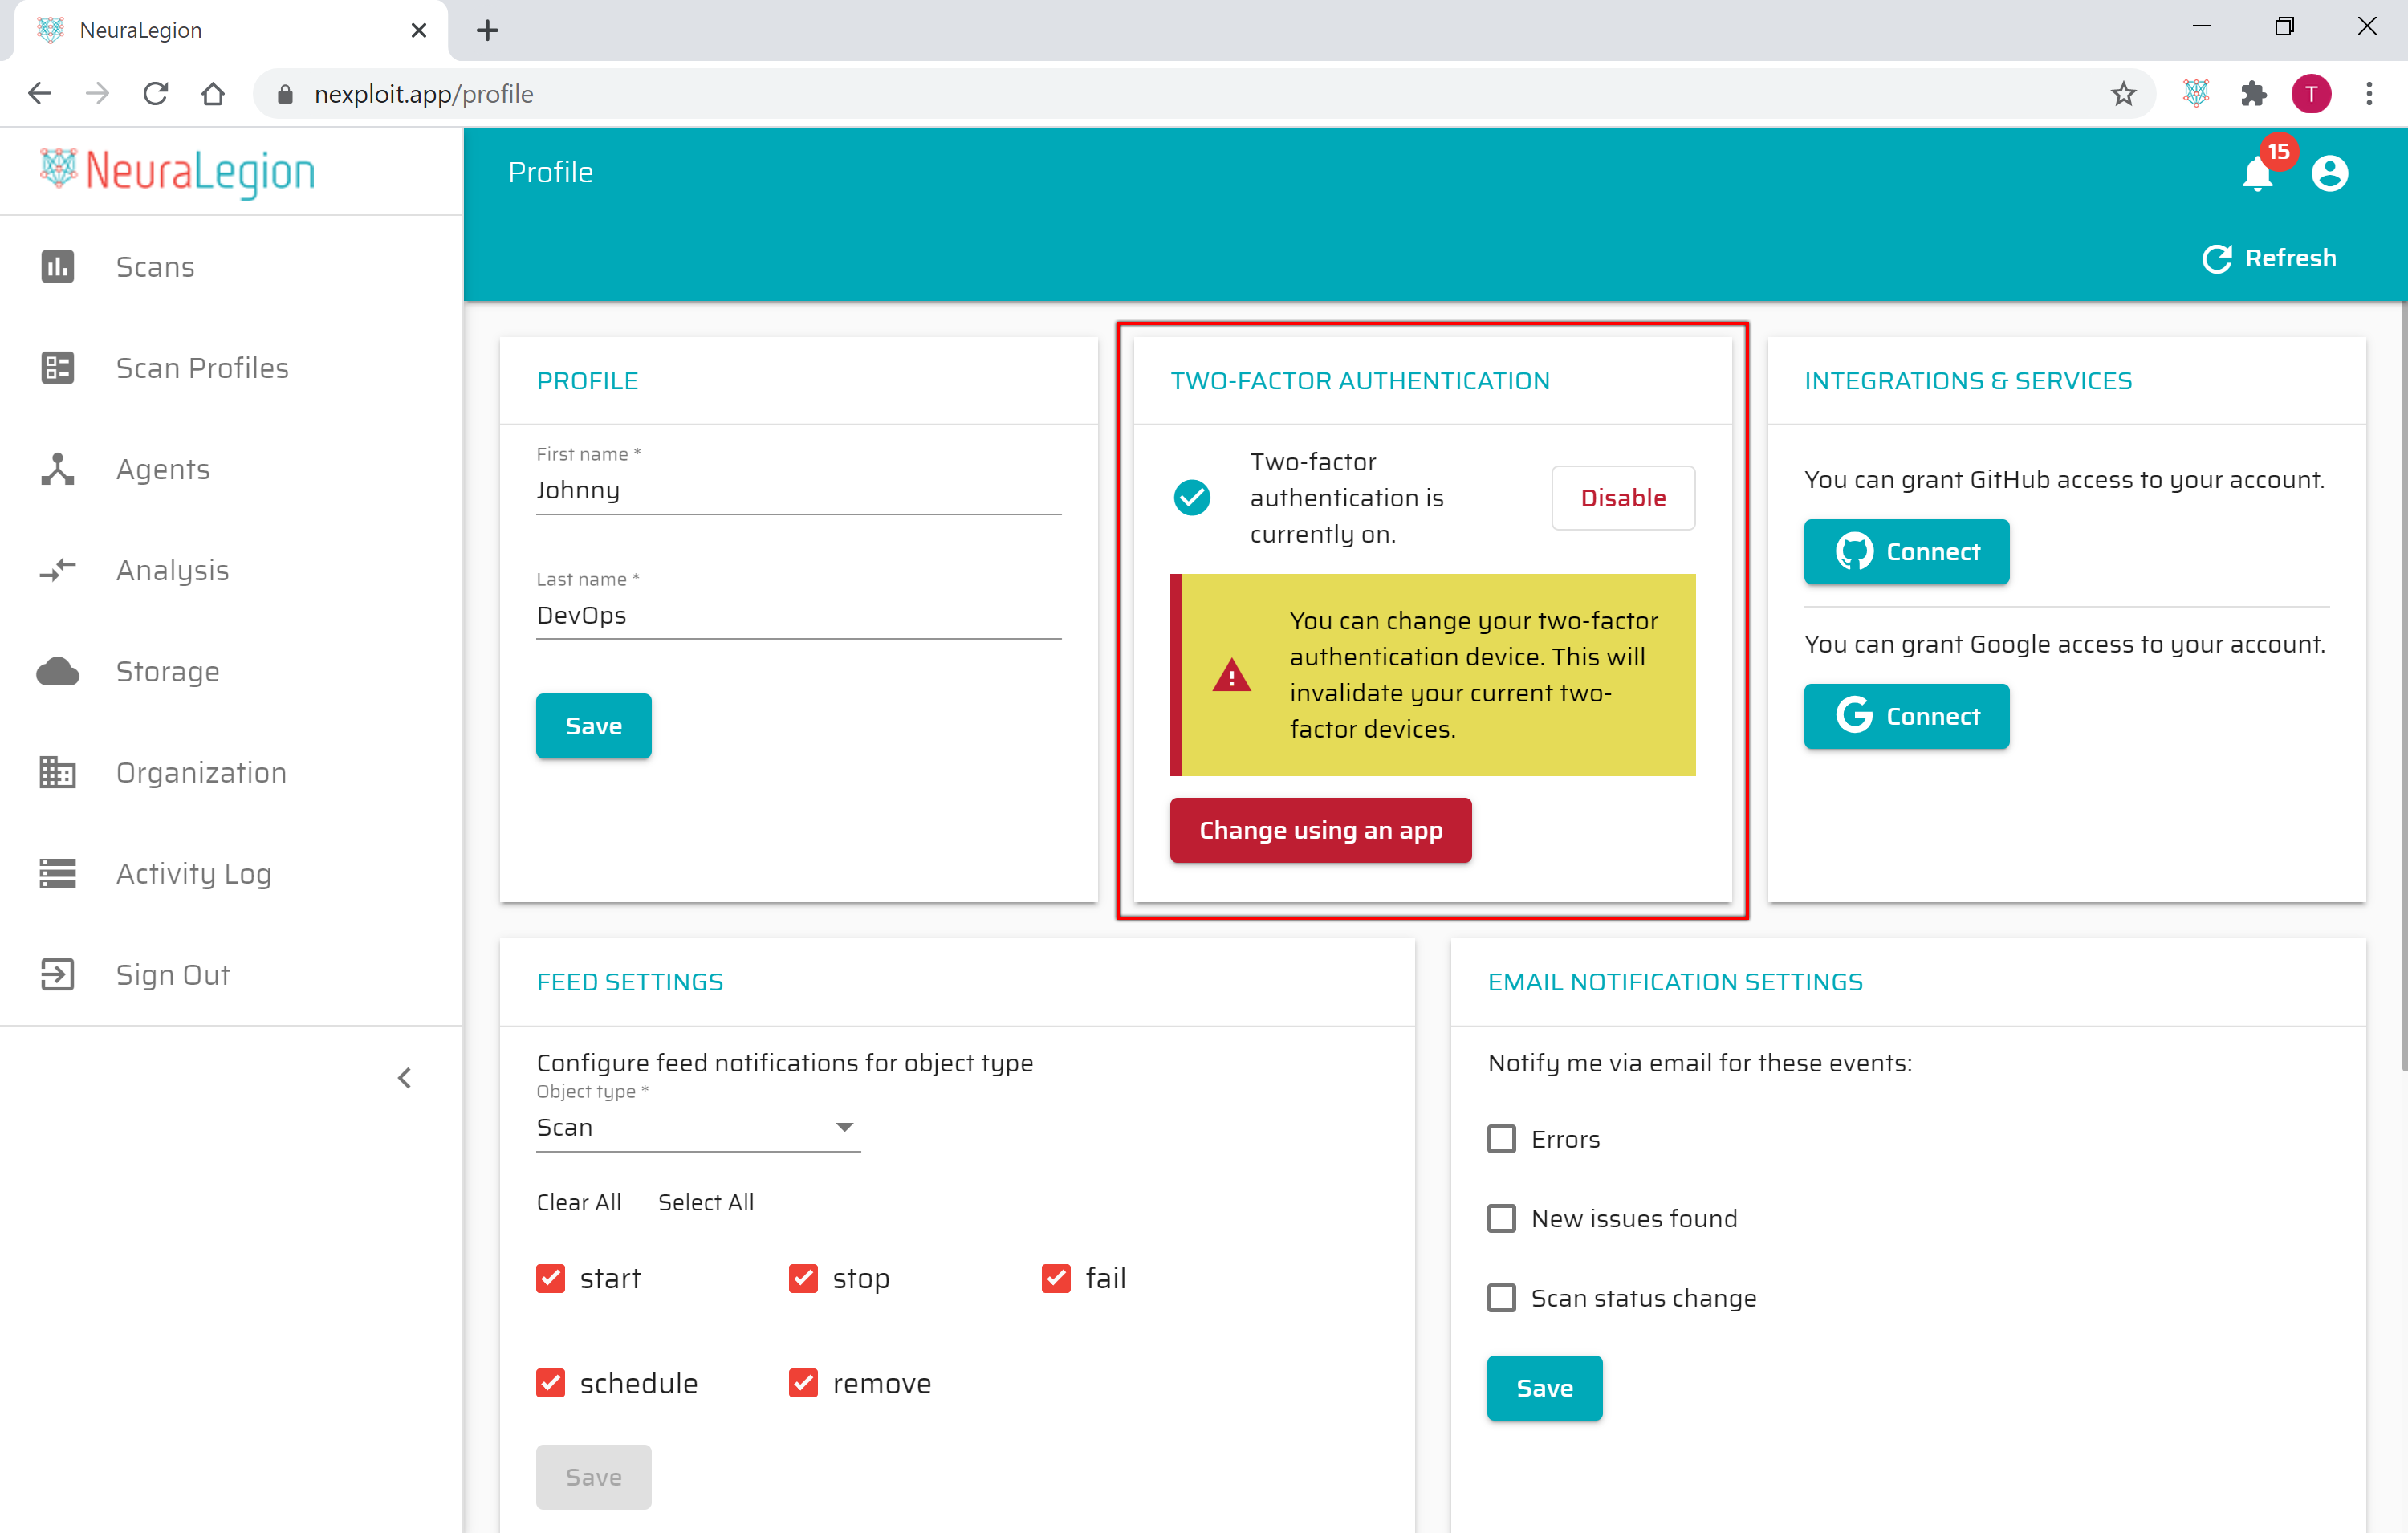 NeuraLegion
nexploit.app/profile
T
NeuraLegion
Profile
15
Refresh
Scans
Scan Profiles
Agents
Analysis
Storage
Organization
Activity Log
Sign Out
PROFILE
First name *
Johnny
Last name *
DevOps
Save
TWO-FACTOR AUTHENTICATION
Two-factor
authentication is
currently on.
Disable
You can change your two-factor
authentication device. This will
invalidate your current two-
factor devices.
Change using an app
INTEGRATIONS & SERVICES
You can grant GitHub access to your account.
Connect
You can grant Google access to your account.
Connect
FEED SETTINGS
Configure feed notifications for object type
Object type *
Scan
Clear All Select All
start stop fail
schedule remove
Save
EMAIL NOTIFICATION SETTINGS
Notify me via email for these events:
Errors
New issues found
Scan status change
Save